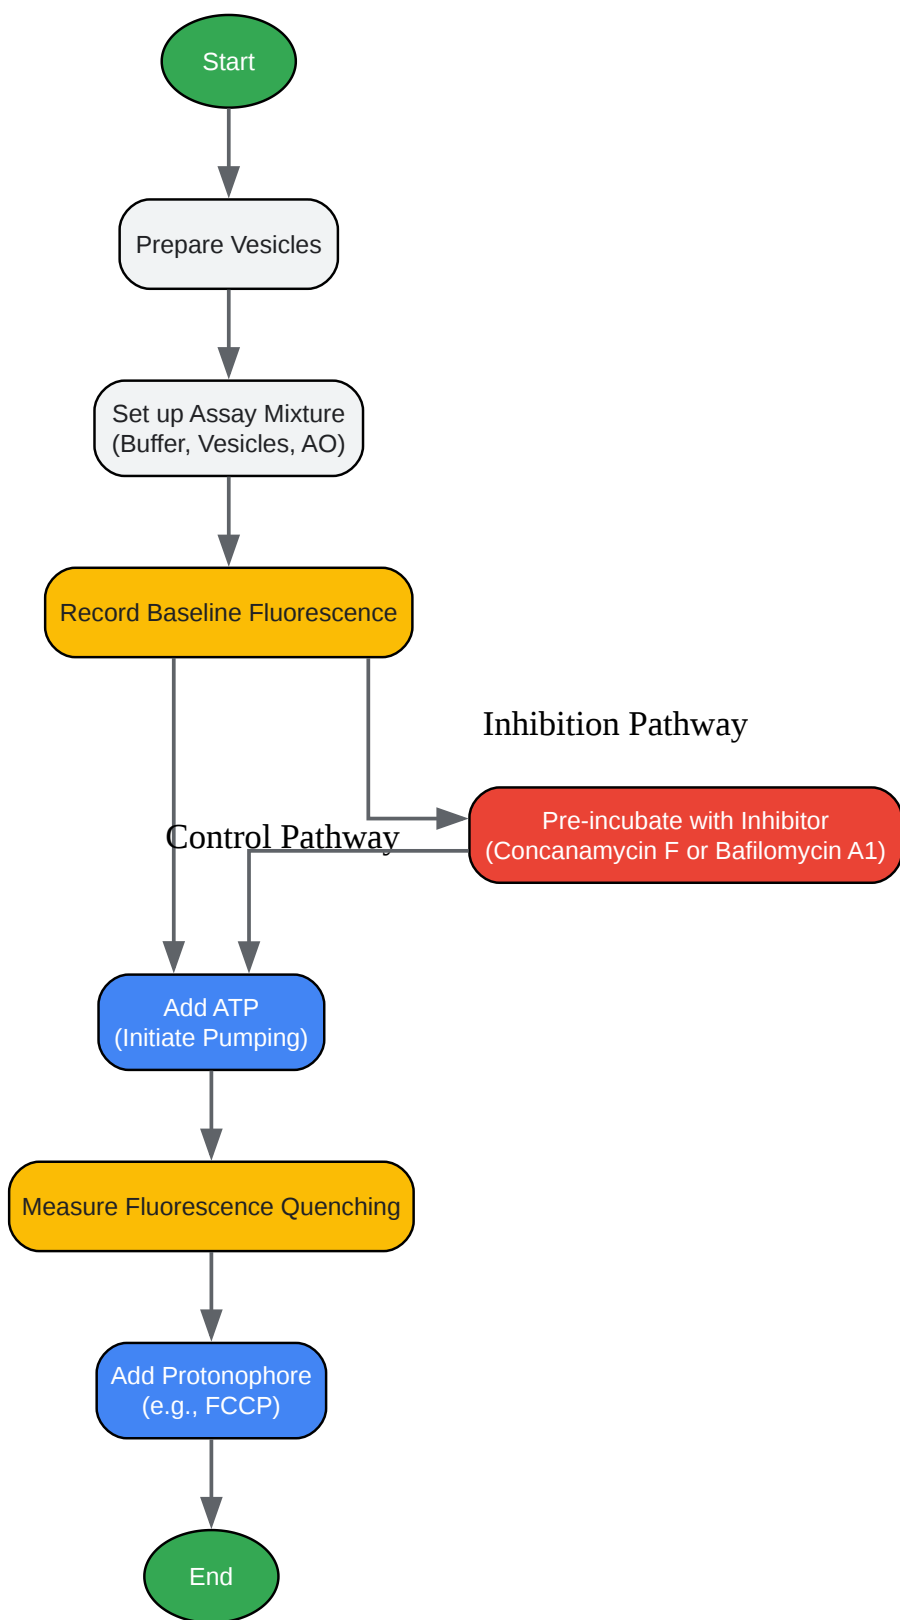 Start
Prepare Vesicles
Set up Assay Mixture
(Buffer, Vesicles, AO)
Record Baseline Fluorescence
Inhibition Pathway
Pre-incubate with Inhibitor
(Concanamycin F or Bafilomycin A1)
Control Pathway
Add ATP
(Initiate Pumping)
Measure Fluorescence Quenching
Add Protonophore
(e.g., FCCP)
End